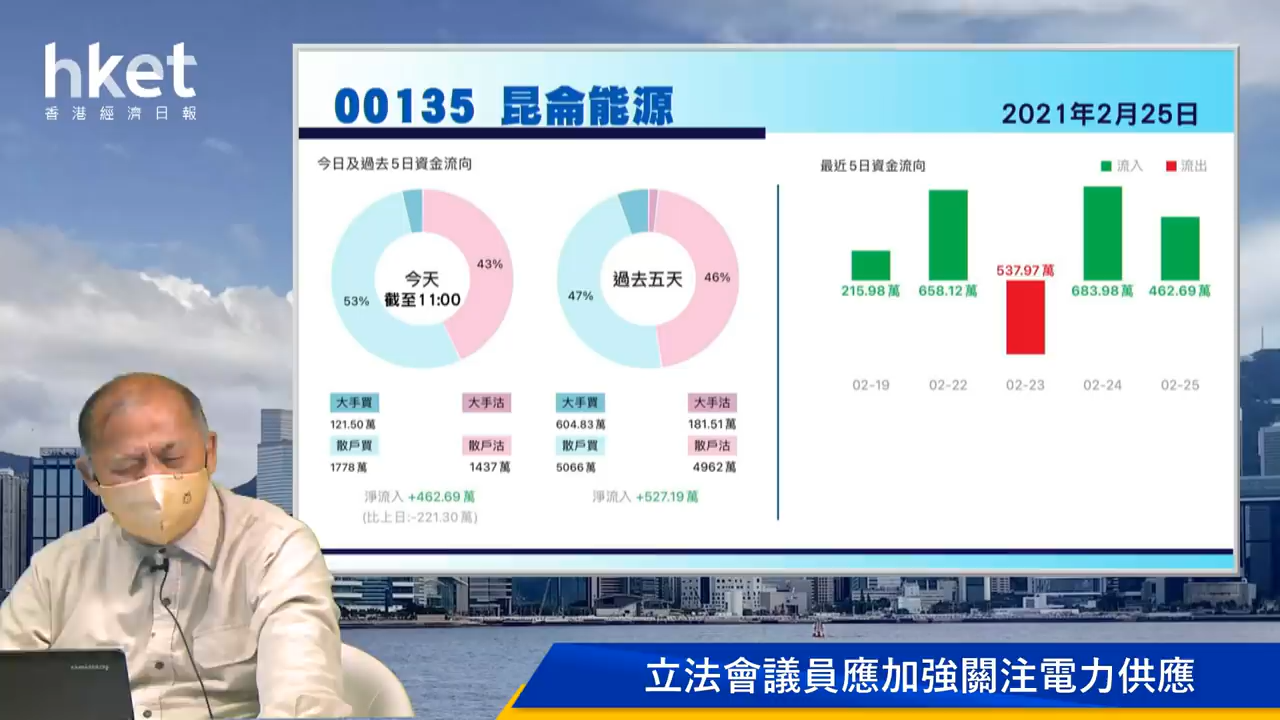 hket
香港經濟日報
00135 昆侖能源
2021年2月25日
今日及過去5日資金流向
43%
53%
今天
截至11:00
46%
47%
過去五天
大手買
大手沽
121.50萬
散戶買
散戶沽
1778萬
1437萬
淨流入 +462.69萬
(比上日:-221.30萬)
大手買
大手沽
604.83萬
181.51萬
散戶買
散戶沽
5066萬
4962萬
淨流入 +527.19萬
最近5日資金流向
流入
流出
215.98萬
658.12萬
537.97萬
683.98萬
462.69萬
02-19
02-22
02-23
02-24
02-25
立法會議員應加強關注電力供應